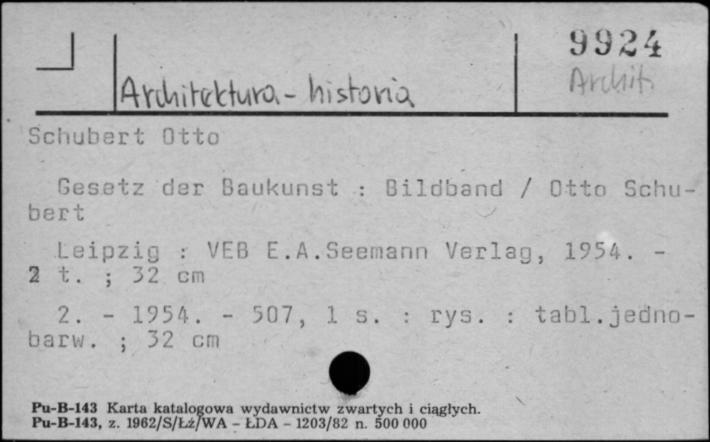 9924
Archit.
Architektura - historia
Schubert Otto
Gesetz der Baukunst : Bildband / Otto Schu-
bert
Leipzig : VEB E.A.Seemann Verlag, 1954. -
2 t. ; 32 cm
2. - 1954. - 507, 1 s. : rys. : tabl.jedno-
barw. ; 32 cm
Pu-B-143 Karta katalogowa wydawnictw zwartych i ciągłych.
Pu-B-143, z. 1962/S/Łż/WA - ŁDA - 1203/82 n. 500 000